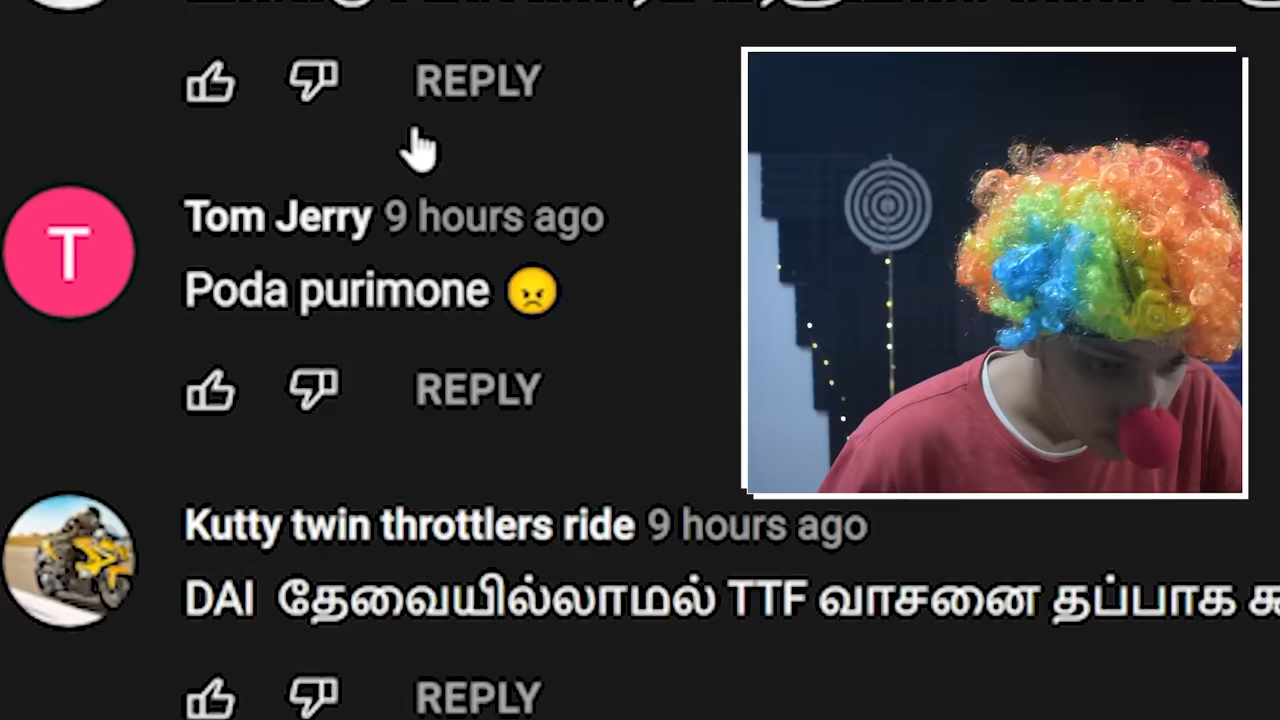 REPLY
T
Tom Jerry 9 hours ago
Poda purimone 😠
REPLY
Kutty twin throttlers ride 9 hours ago
DAI தேவையில்லாமல் TTF வாசனை தப்பாக
REPLY